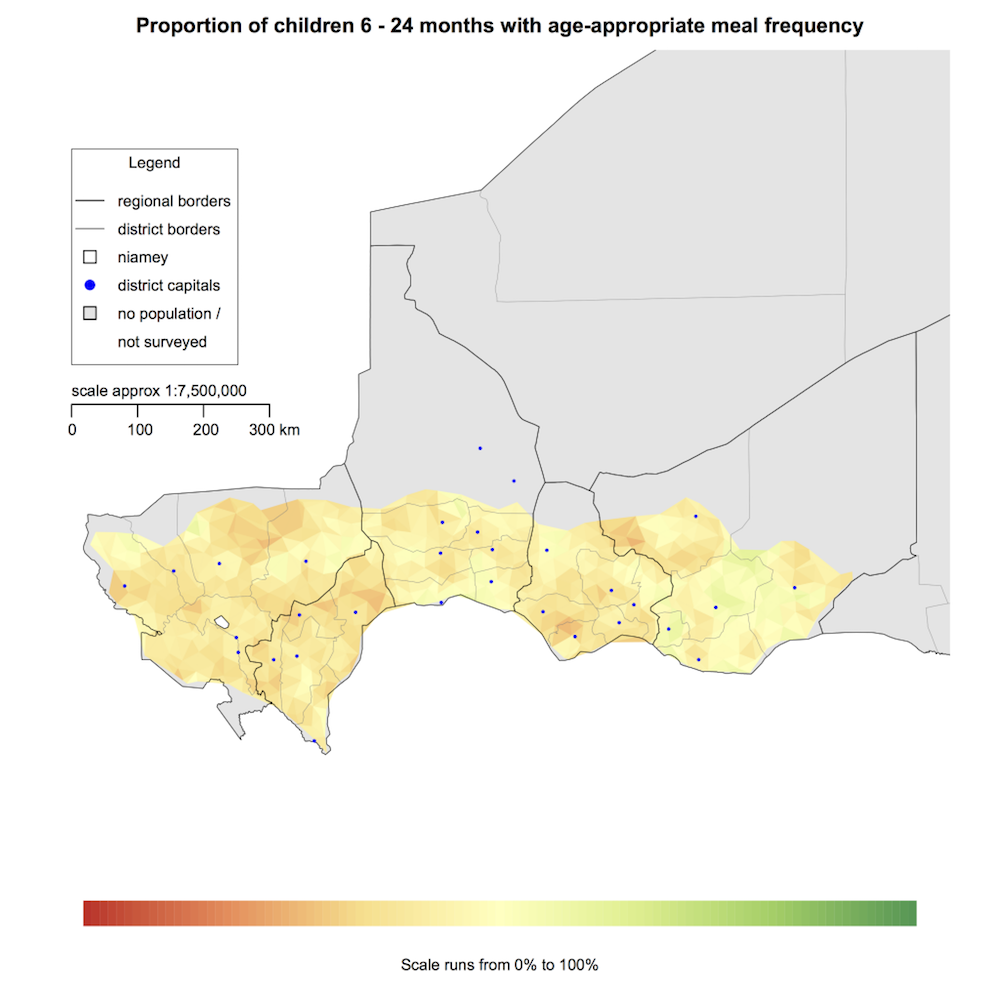 Proportion of children 6 - 24 months with age-appropriate meal frequency
Legend
regional borders
district borders
niamey
district capitals
no population /
not surveyed
scale approx 1:7,500,000
0 100 200 300 km
Scale runs from 0% to 100%